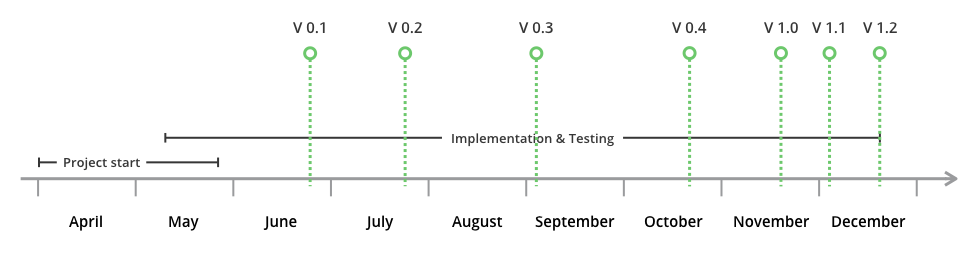 V 0.1 V 0.2 V 0.3 V 0.4 V 1.0 V 1.1 V 1.2
Implementation & Testing
Project start
April May June July August September October November December